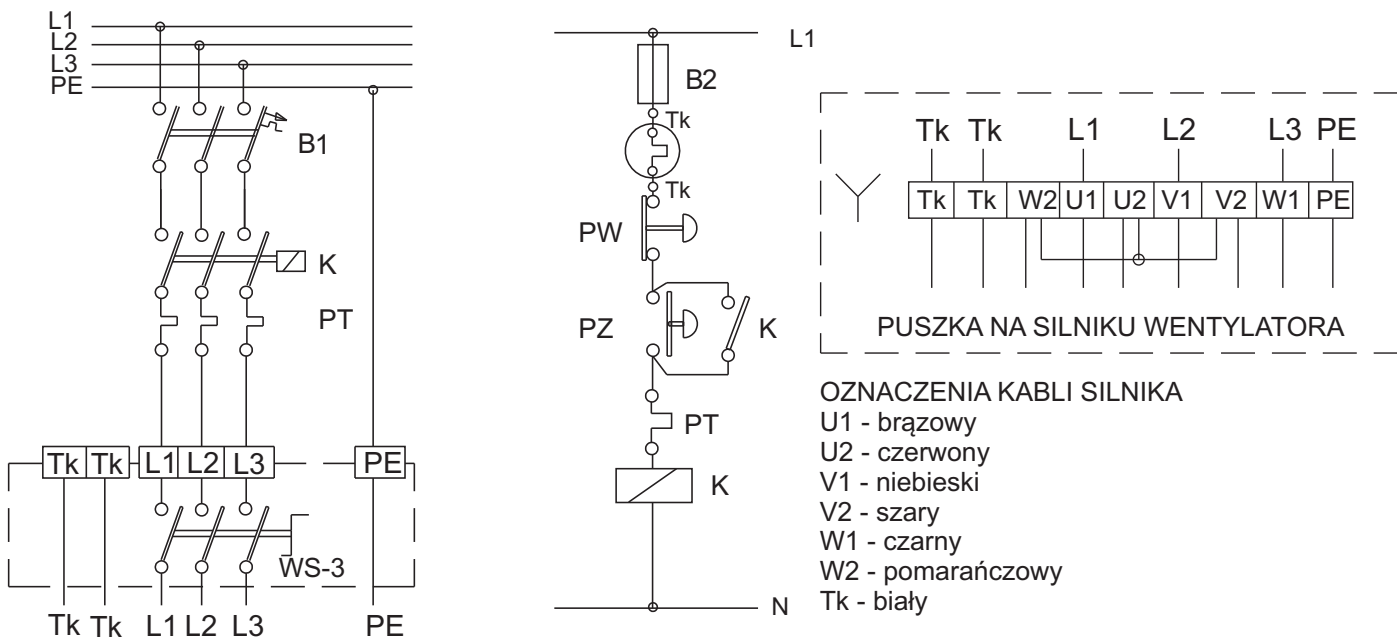 L1
L2
L3
PE
B1
K
PT
Tk Tk L1 L2 L3 PE
WS-3
Tk Tk L1 L2 L3 PE
L1
B2
Tk
Tk
PW
PZ K
PT
K
N
Tk Tk L1 L2 L3 PE
Tk Tk W2 U1 U2 V1 V2 W1 PE
PUSZKA NA SILNIKU WENTYLATORA
OZNACZENIA KABLI SILNIKA
U1 - brązowy
U2 - czerwony
V1 - niebieski
V2 - szary
W1 - czarny
W2 - pomarańczowy
Tk - biały